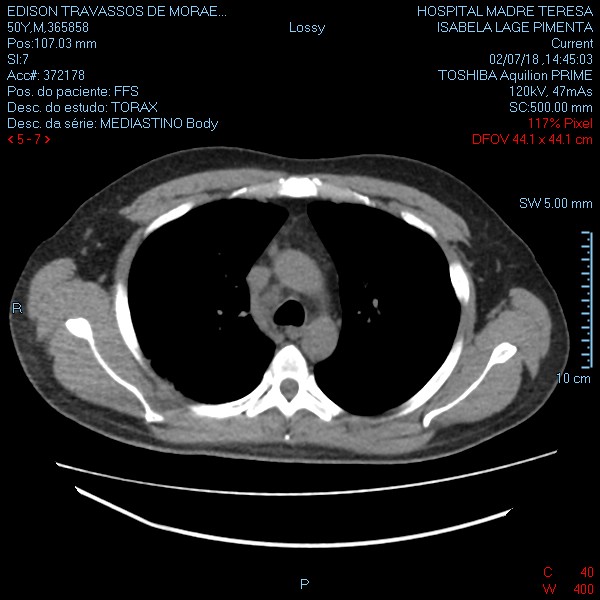 EDISON TRAVASSOS DE MORAE...
50Y,M,365858
Pos:107.03 mm
SI:7
Acc#: 372178
Pos. do paciente: FFS
Desc. do estudo: TORAX
Desc. da série: MEDIASTINO Body
< 5 - 7 >
Lossy
HOSPITAL MADRE TERESA
ISABELA LAGE PIMENTA
Current
02/07/18 ,14:45:03
TOSHIBA Aquilion PRIME
120kV, 47mAs
SC:500.00 mm
117% Pixel
DFOV 44.1 x 44.1 cm
SW 5.00 mm
R
10 cm
P
C 40
W 400